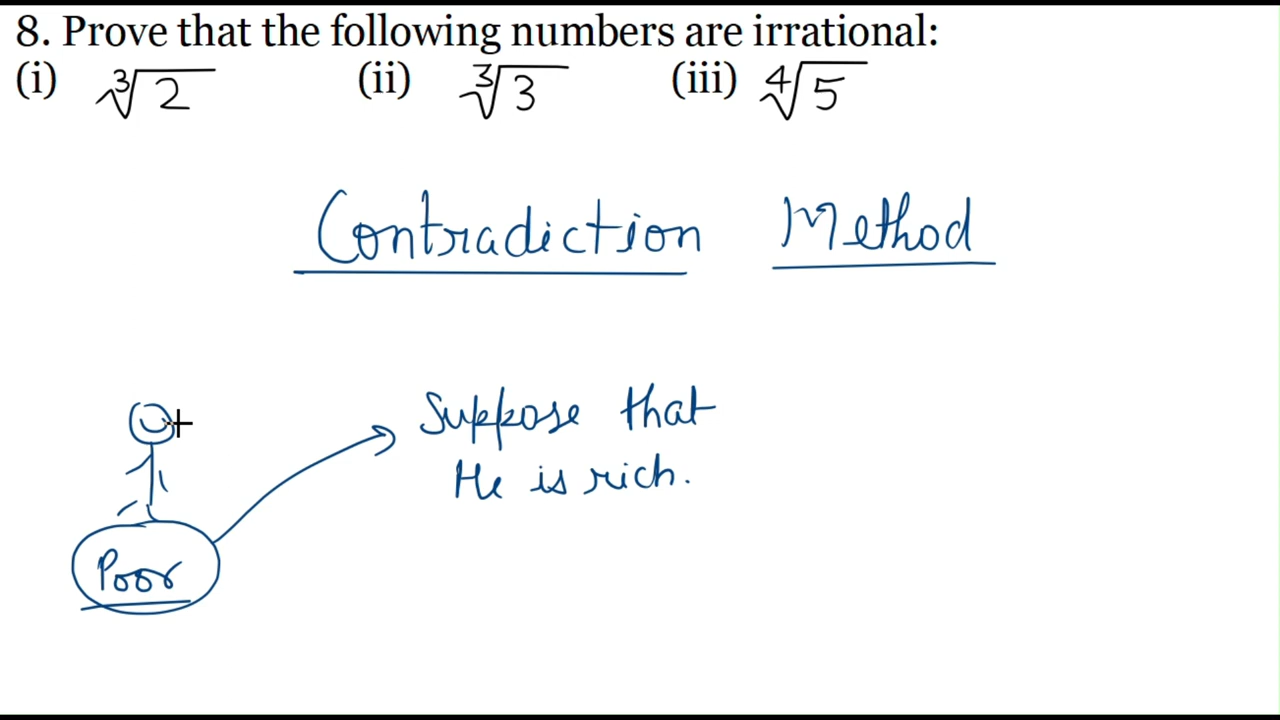 8. Prove that the following numbers are irrational:
(i) ∛2 (ii) ∛3 (iii) ∜5
Contradiction Method
Suppose that
He is rich.
Poor